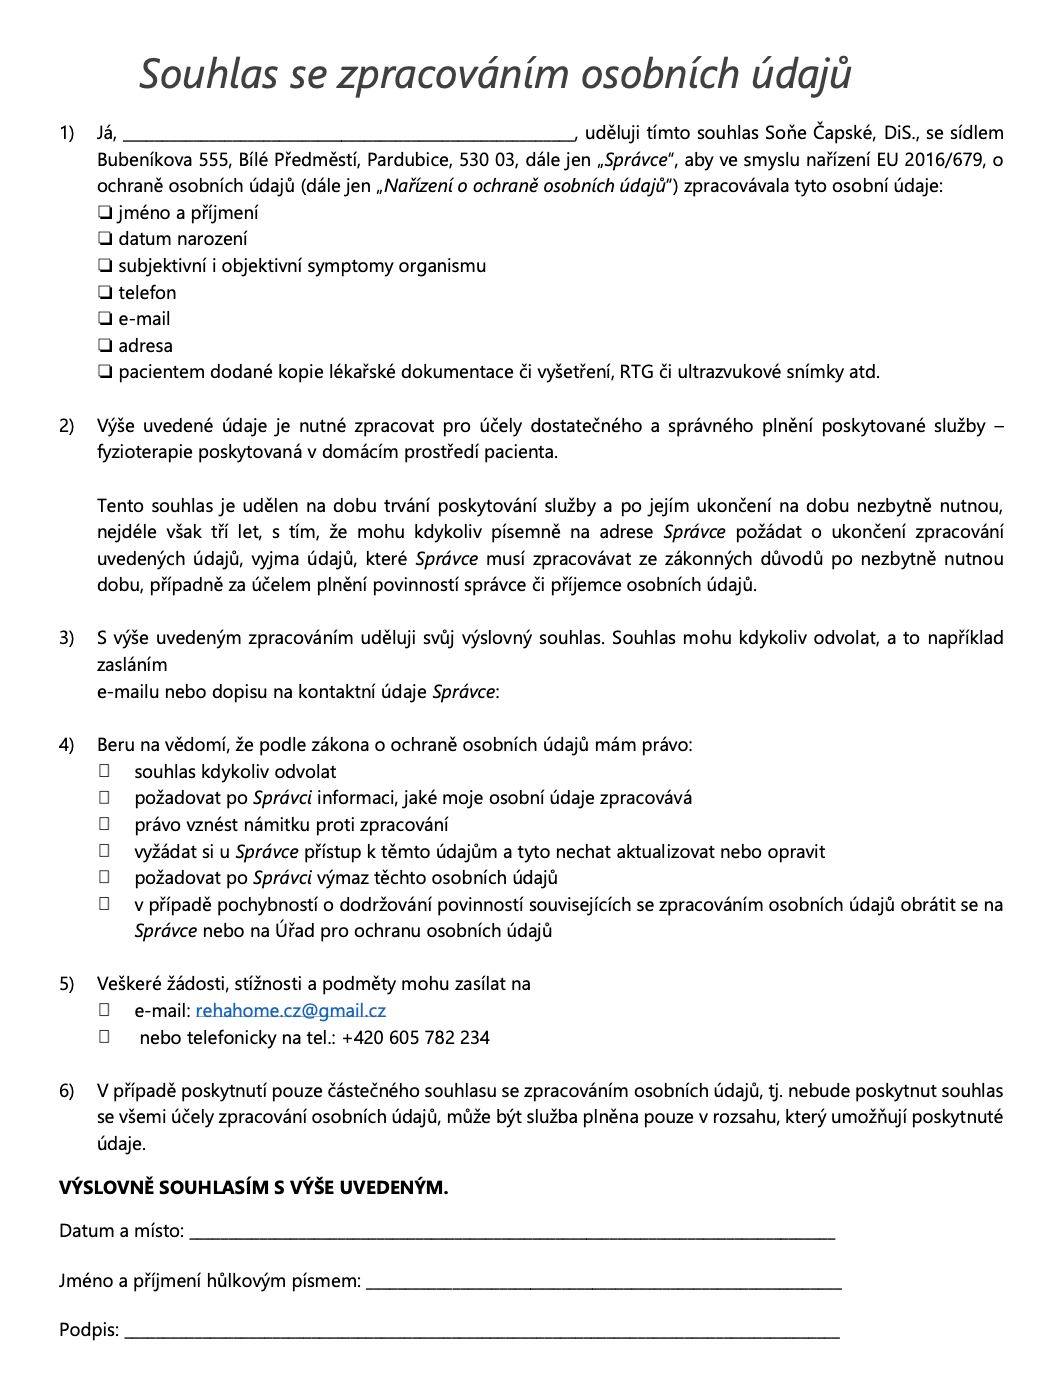 Souhlas se zpracováním osobních údajů
1) Já, ________________________________________________, uděluji tímto souhlas Soňe Čapské, DiS., se sídlem
Bubeníkova 555, Bílé Předměstí, Pardubice, 530 03, dále jen „Správce“, aby ve smyslu nařízení EU 2016/679, o
ochraně osobních údajů (dále jen „Nařízení o ochraně osobních údajů“) zpracovávala tyto osobní údaje:
❏ jméno a příjmení
❏ datum narození
❏ subjektivní i objektivní symptomy organismu
❏ telefon
❏ e-mail
❏ adresa
❏ pacientem dodané kopie lékařské dokumentace či vyšetření, RTG či ultrazvukové snímky atd.
2) Výše uvedené údaje je nutné zpracovat pro účely dostatečného a správného plnění poskytované služby –
fyzioterapie poskytovaná v domácím prostředí pacienta.
Tento souhlas je udělen na dobu trvání poskytování služby a po jejím ukončení na dobu nezbytně nutnou,
nejdéle však tří let, s tím, že mohu kdykoliv písemně na adrese Správce požádat o ukončení zpracování
uvedených údajů, vyjma údajů, které Správce musí zpracovávat ze zákonných důvodů po nezbytně nutnou
dobu, případně za účelem plnění povinností správce či příjemce osobních údajů.
3) S výše uvedeným zpracováním uděluji svůj výslovný souhlas. Souhlas mohu kdykoliv odvolat, a to například
zasláním
e-mailu nebo dopisu na kontaktní údaje Správce:
4) Beru na vědomí, že podle zákona o ochraně osobních údajů mám právo:
souhlas kdykoliv odvolat
požadovat po Správci informaci, jaké moje osobní údaje zpracovává
právo vznést námitku proti zpracování
vyžádat si u Správce přístup k těmto údajům a tyto nechat aktualizovat nebo opravit
požadovat po Správci výmaz těchto osobních údajů
v případě pochybností o dodržování povinností souvisejících se zpracováním osobních údajů obrátit se na
Správce nebo na Úřad pro ochranu osobních údajů
5) Veškeré žádosti, stížnosti a podměty mohu zasílat na
e-mail: rehahome.cz@gmail.cz
nebo telefonicky na tel.: +420 605 782 234
6) V případě poskytnutí pouze částečného souhlasu se zpracováním osobních údajů, tj. nebude poskytnut souhlas
se všemi účely zpracování osobních údajů, může být služba plněna pouze v rozsahu, který umožňují poskytnuté
údaje.
VÝSLOVNĚ SOUHLASÍM S VÝŠE UVEDENÝM.
Datum a místo: ________________________________________________
Jméno a příjmení hůlkovým písmem: ________________________________________________
Podpis: ________________________________________________